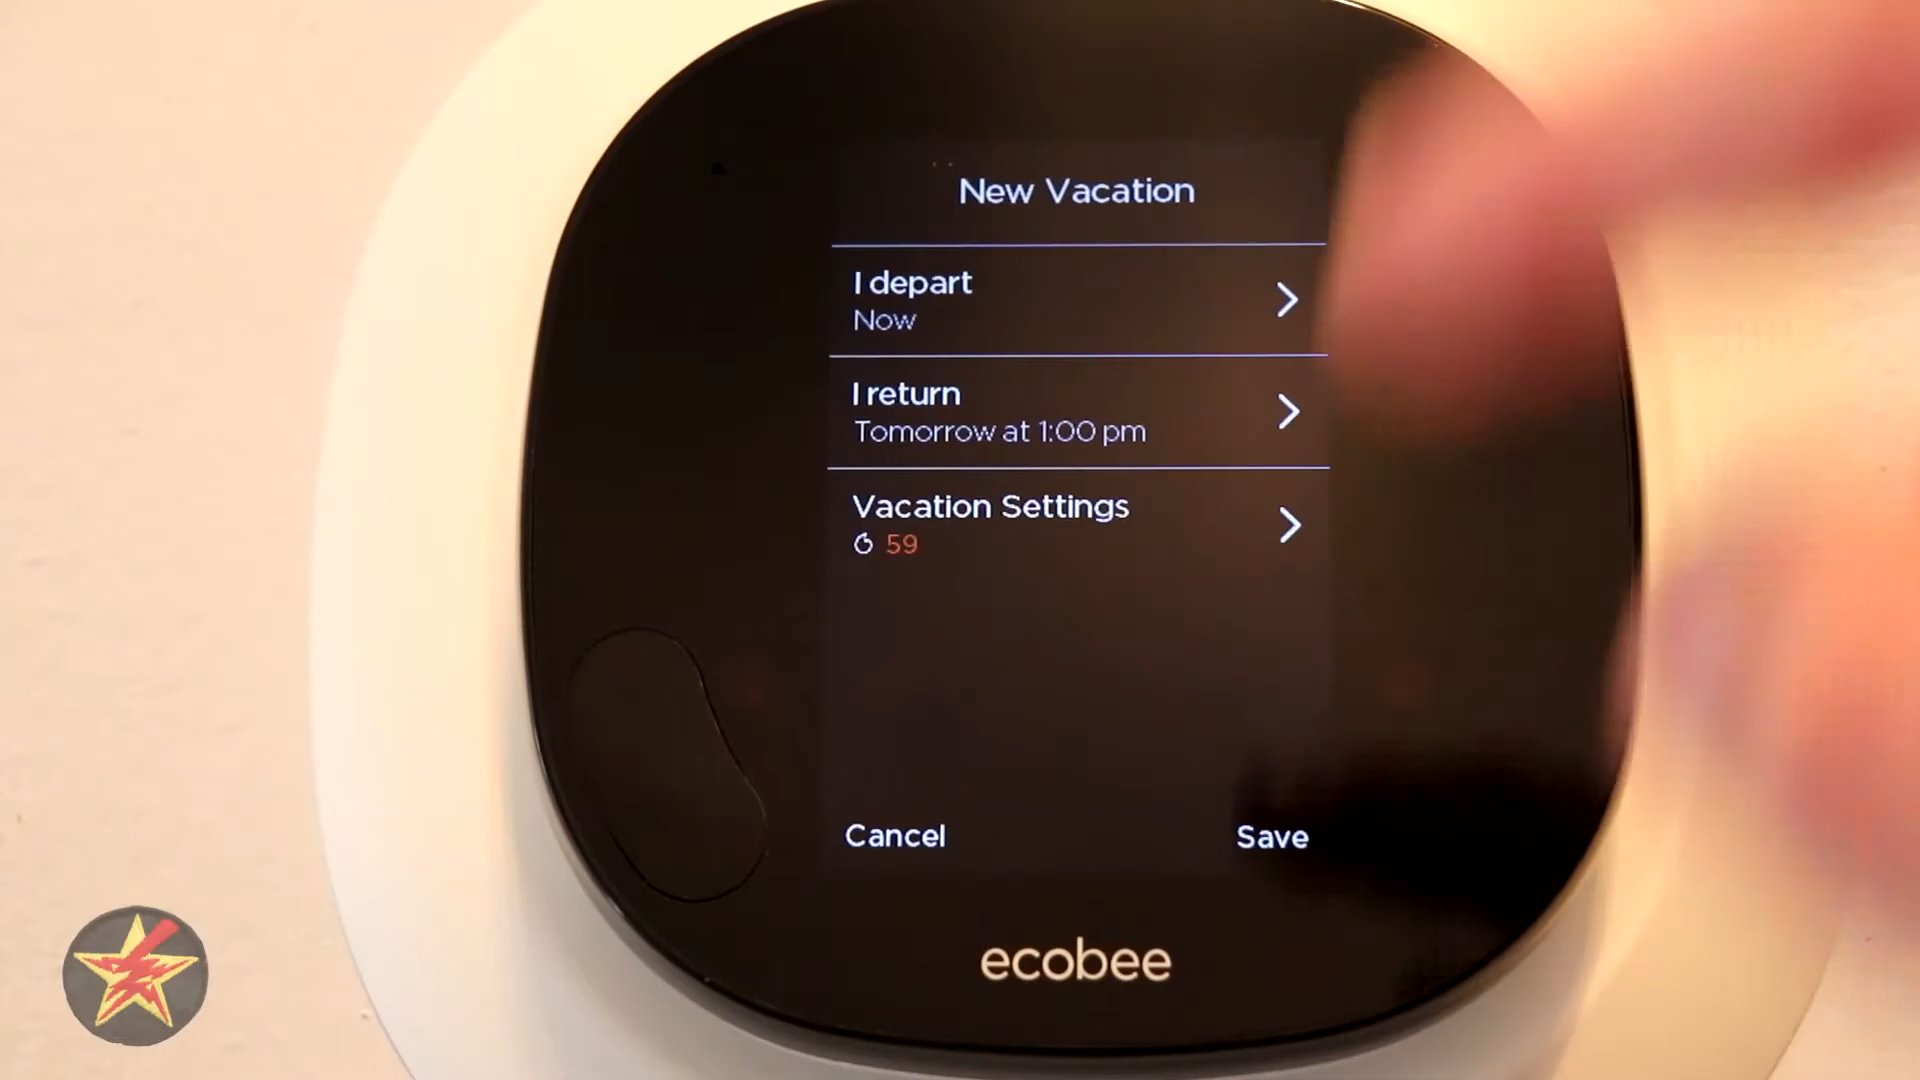 New Vacation
I depart
Now
I return
Tomorrow at 1:00 pm
Vacation Settings
59
Cancel
Save
ecobee